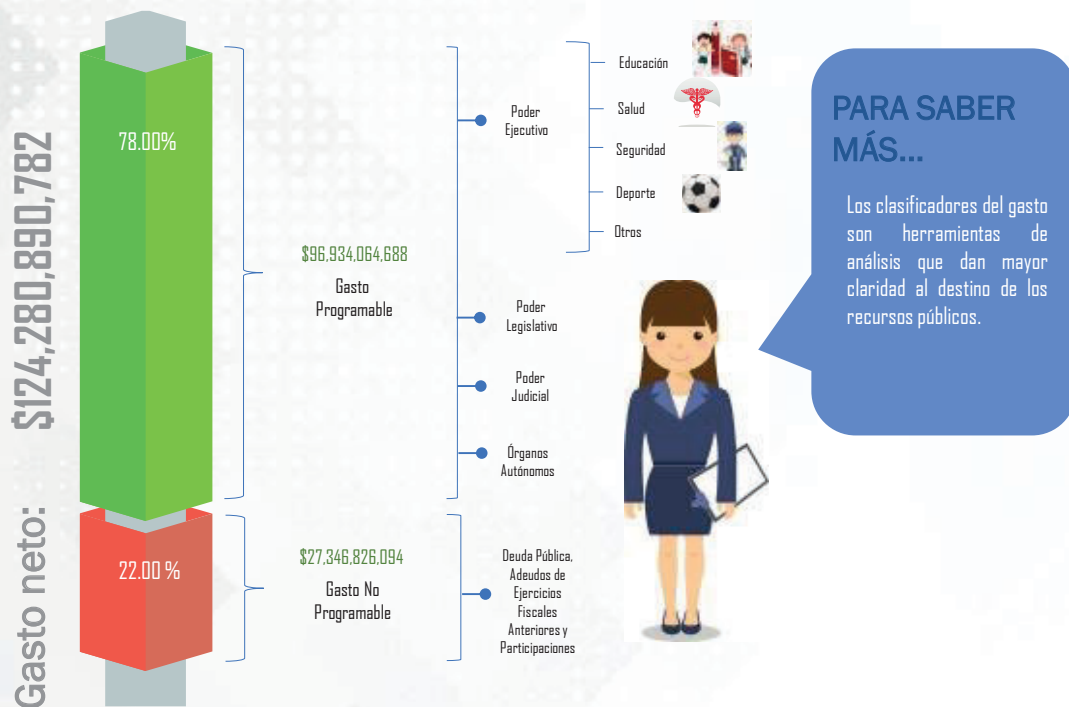 Gasto neto: $124,280,890,782
78.00%
22.00 %
$96,934,064,688
Gasto
Programable
$27,346,826,094
Gasto No
Programable
Poder
Ejecutivo
Poder
Legislativo
Poder
Judicial
Órganos
Autónomos
Deuda Pública,
Adeudos de
Ejercicios
Fiscales
Anteriores y
Participaciones
Educación
Salud
Seguridad
Deporte
Otros
PARA SABER
MÁS...
Los clasificadores del gasto
son herramientas de
análisis que dan mayor
claridad al destino de los
recursos públicos.